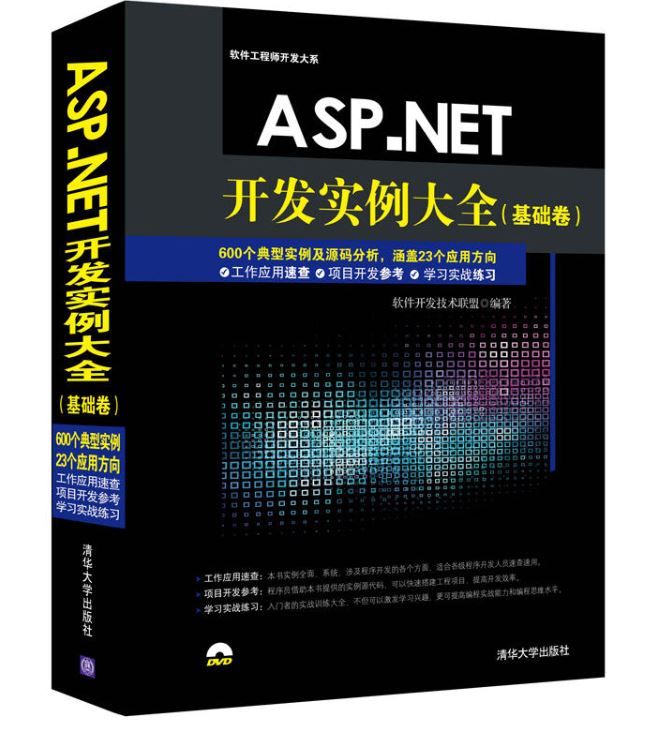 软件工程师开发大系
ASP.NET
开发实例大全(基础卷)
600个典型实例及源码分析，涵盖23个应用方向
工作应用速查 项目开发参考 学习实战练习
软件开发技术联盟◎编著
工作应用速查：本书实例全面、系统，涉及程序开发的各个方面，适合各级程序开发人员速查速用。
项目开发参考：程序员借助本书提供的实例源代码，可以快速搭建工程项目，提高开发效率。
学习实战练习：入门者的实战训练大全，不但可以激发学习兴趣，更可提高编程实战能力和编程思维水平。
DVD
清华大学出版社
ASP.NET开发实例大全
(基础卷)
600个典型实例
23个应用方向
工作应用速查
项目开发参考
学习实战练习
清华大学出版社